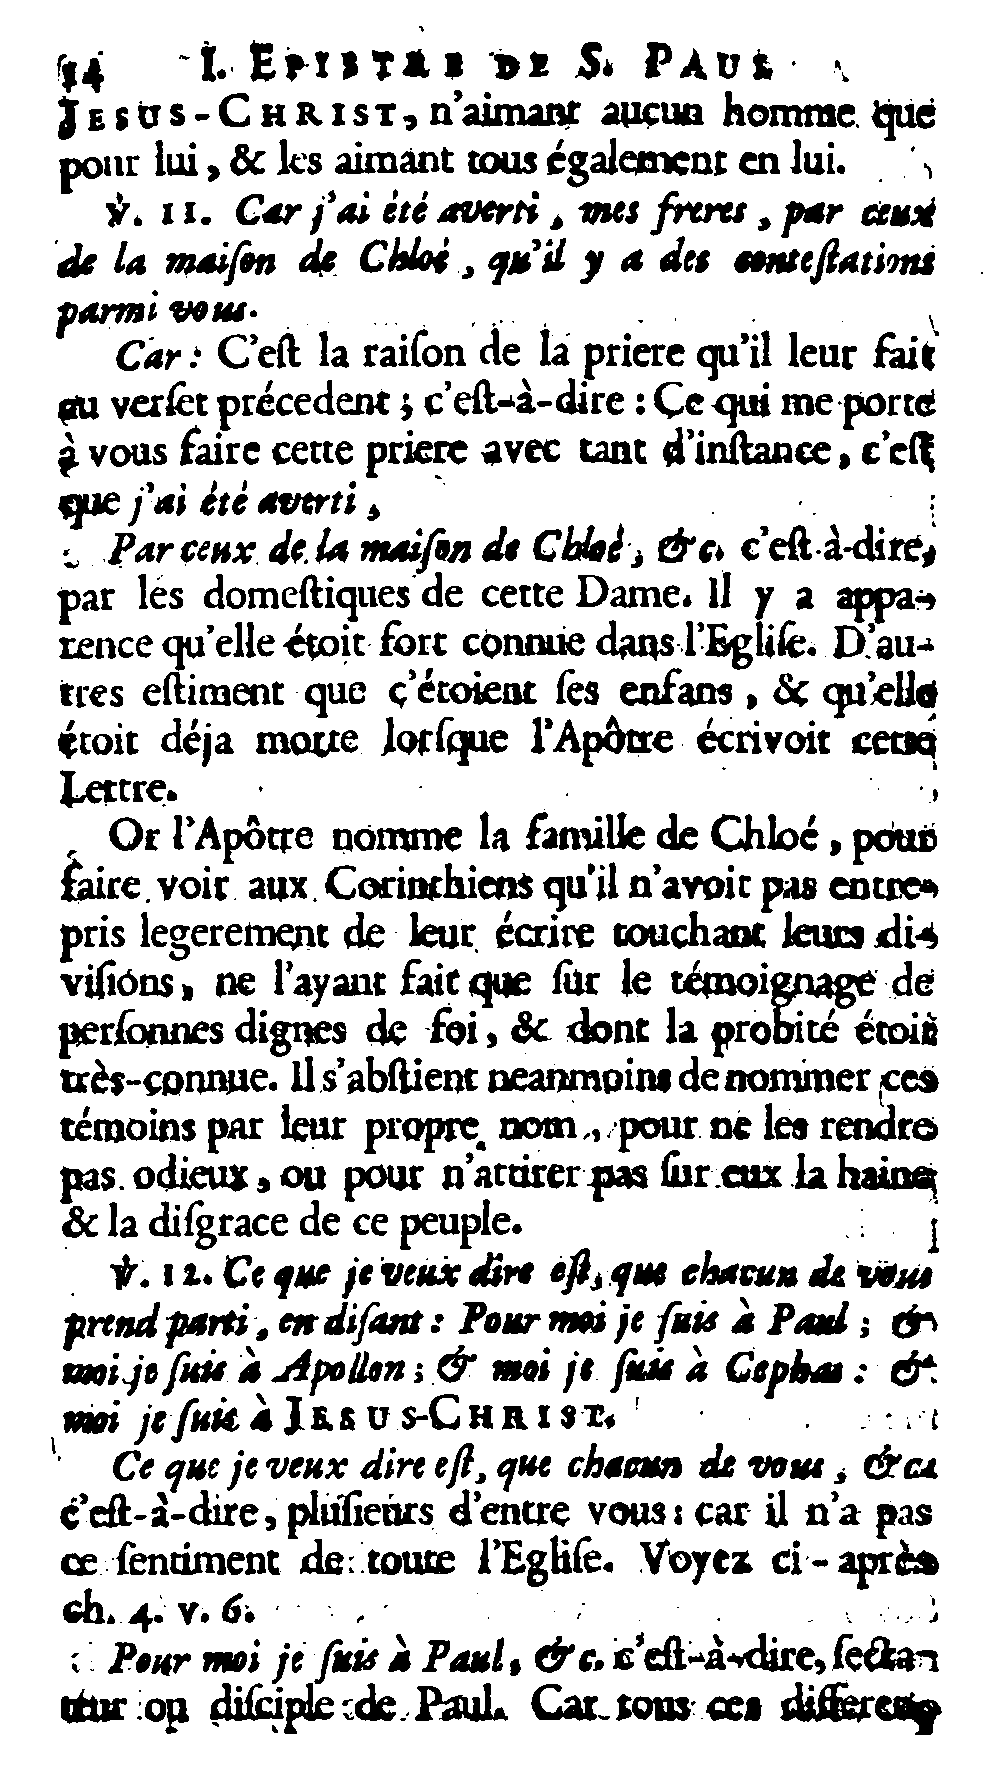 14 I. EPISTRE DE S. PAUL
JESUS-CHRIST, n'aimant aucun homme que
pour lui, & les aimant tous également en lui.
℣. 11. Car j'ai été averti, mes freres, par ceux
de la maiſon de Chloé, qu'il y a des conteſtations
parmi vous.
Car : C'eſt la raiſon de la priere qu'il leur fait
au verſet précedent ; c'eſt-à-dire : Ce qui me porte
à vous faire cette priere avec tant d'inſtance, c'eſt
que j'ai été averti,
Par ceux de la maiſon de Chloé, &c. c'eſt-à-dire,
par les domeſtiques de cette Dame. Il y a appa-
rence qu'elle étoit fort connue dans l'Egliſe. D'au-
tres eſtiment que ç'étoient ſes enfans, & qu'elle
étoit déja morte lorſque l'Apôtre écrivoit cette
Lettre.
Or l'Apôtre nomme la famille de Chloé, pour
faire voir aux Corinthiens qu'il n'avoit pas entre-
pris legerement de leur écrire touchant leurs di-
viſions, ne l'ayant fait que ſur le témoignage de
perſonnes dignes de foi, & dont la probité étoit
très-connue. Il s'abſtient neanmoins de nommer ces
témoins par leur propre nom, pour ne les rendre
pas odieux, ou pour n'attirer pas ſur eux la haine
& la diſgrace de ce peuple.
℣. 12. Ce que je veux dire eſt, que chacun de vous
prend parti, en diſant : Pour moi je ſuis à Paul ; &
moi je ſuis à Apollon ; & moi je ſuis à Cephas : &
moi je ſuis à JESUS-CHRIST.
Ce que je veux dire eſt, que chacun de vous, &c.
c'eſt-à-dire, pluſieurs d'entre vous : car il n'a pas
ce ſentiment de toute l'Egliſe. Voyez ci-après
ch. 4. v. 6.
Pour moi je ſuis à Paul, &c. c'eſt-à-dire, ſecta-
teur ou diſciple de Paul. Car tous ces differens